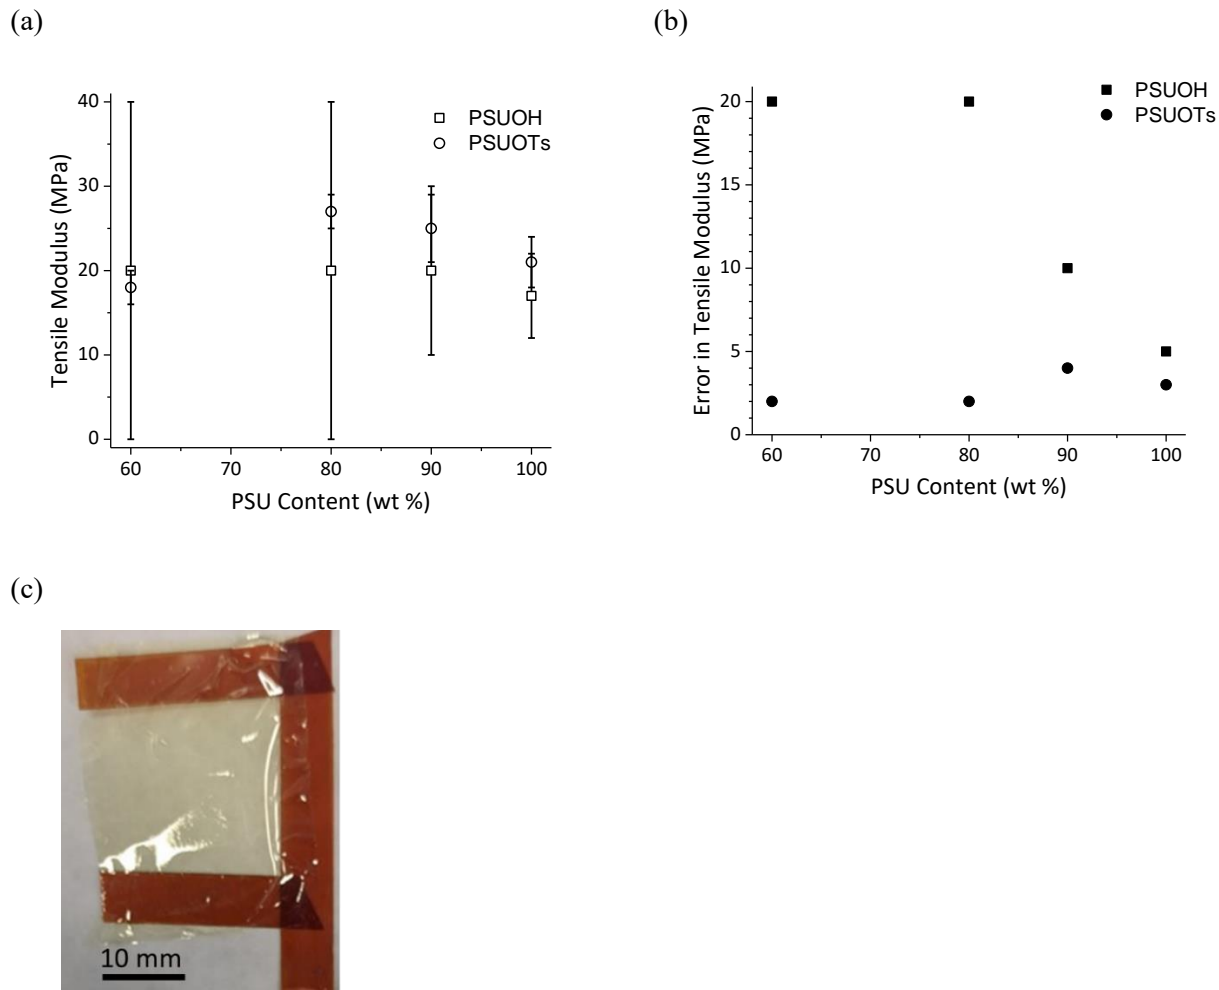 (a)
(b)
40
30
20
10
0
60 70 80 90 100
Tensile Modulus (MPa)
PSU Content (wt %)
PSUOH
PSUOTs
20
15
10
5
0
60 70 80 90 100
Error in Tensile Modulus (MPa)
PSU Content (wt %)
PSUOH
PSUOTs
(c)
10 mm